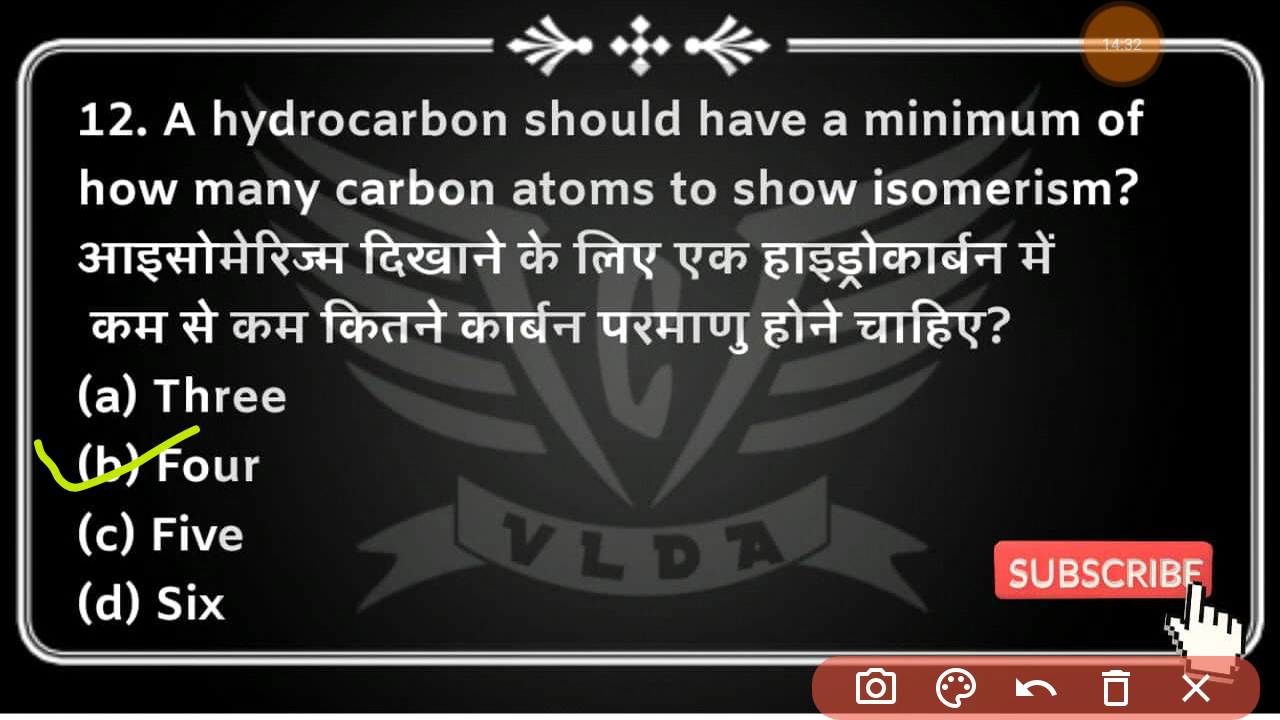 14:32
12. A hydrocarbon should have a minimum of
how many carbon atoms to show isomerism?
आइसोमेरिज्म दिखाने के लिए एक हाइड्रोकार्बन में
कम से कम कितने कार्बन परमाणु होने चाहिए?
(a) Three
(b) Four
(c) Five
(d) Six
VLDA
SUBSCRIBE